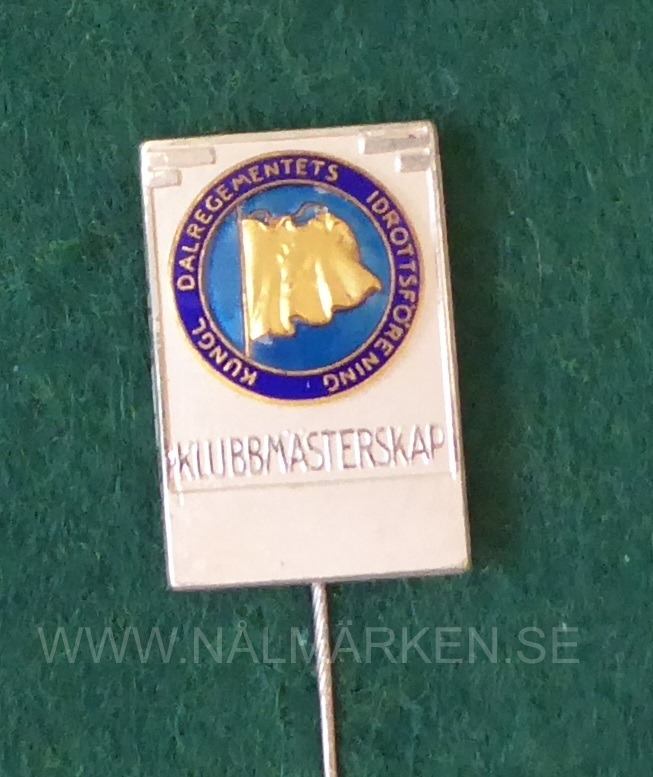 KUNGL DALREGEMENTETS IDROTTSFÖRENING
KLUBBMÄSTERSKAP
WWW.NÅLMÄRKEN.SE